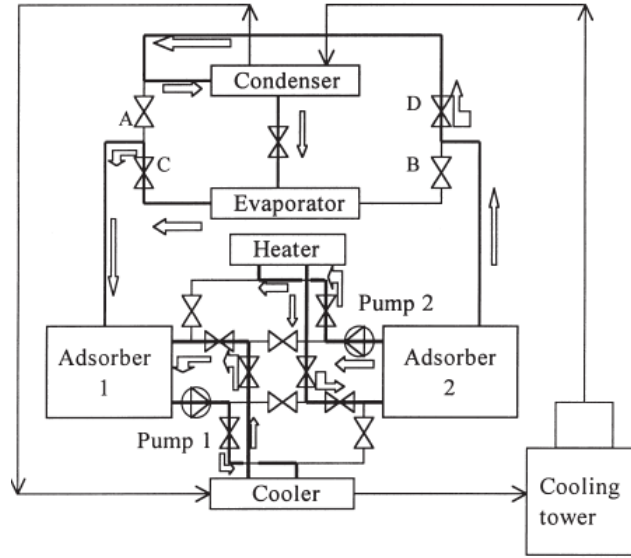 Condenser
A
D
C
B
Evaporator
Heater
Pump 2
Adsorber
1
Adsorber
2
Pump 1
Cooler
Cooling
tower